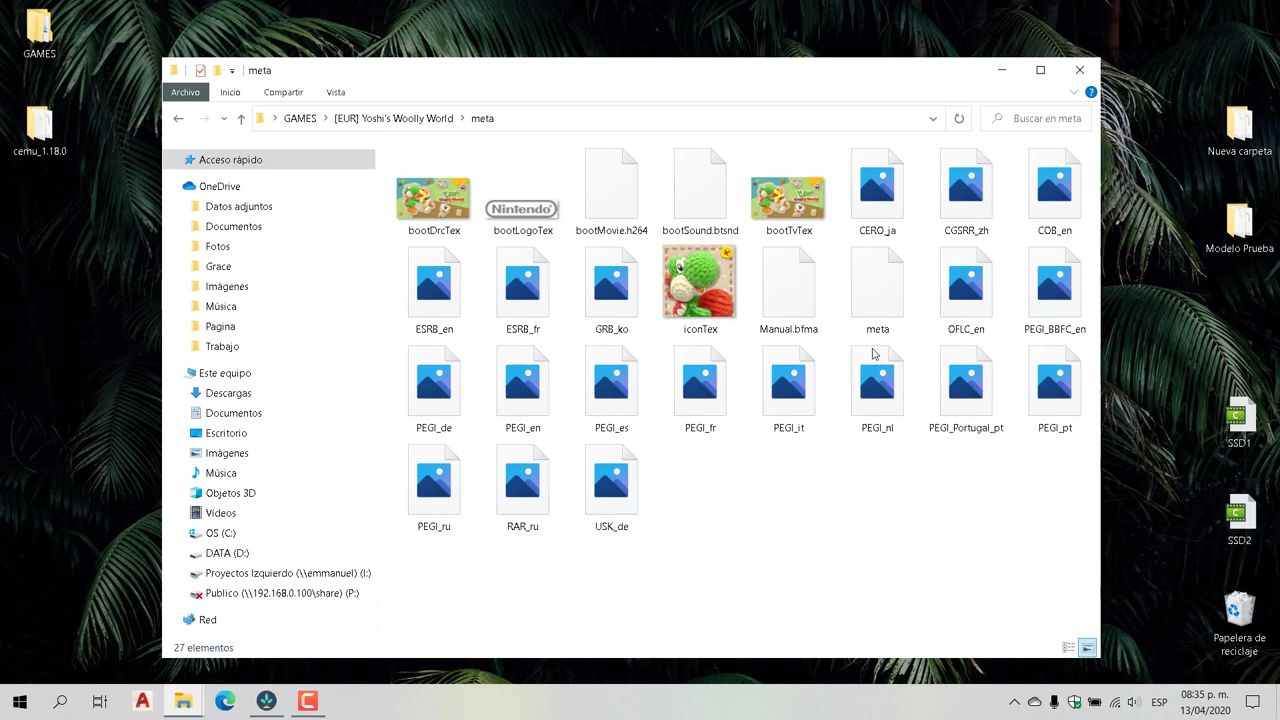 GAMES
cemu_1.18.0
meta
Archivo
Inicio
Compartir
Vista
GAMES
[EUR] Yoshi's Woolly World
meta
Buscar en meta
Acceso rápido
OneDrive
Datos adjuntos
Documentos
Fotos
Grace
Imágenes
Música
Pagina
Trabajo
Este equipo
Descargas
Documentos
Escritorio
Imágenes
Música
Objetos 3D
Vídeos
OS (C:)
DATA (D:)
Proyectos Izquierdo (\\emmanuel) (I:)
Publico (\\192.168.0.100\share) (P:)
Red
Nintendo
bootDrcTex
bootLogoTex
bootMovie.h264
bootSound.btsnd
bootTvTex
CERO_ja
CGSRR_zh
COB_en
ESRB_en
ESRB_fr
GRB_ko
iconTex
Manual.bfma
meta
OFLC_en
PEGI_BBFC_en
PEGI_de
PEGI_en
PEGI_es
PEGI_fr
PEGI_it
PEGI_nl
PEGI_Portugal_pt
PEGI_pt
PEGI_ru
RAR_ru
USK_de
27 elementos
Nueva carpeta
Modelo Prueba
SSD1
SSD2
Papelera de
reciclaje
ESP
08:35 p. m.
13/04/2020